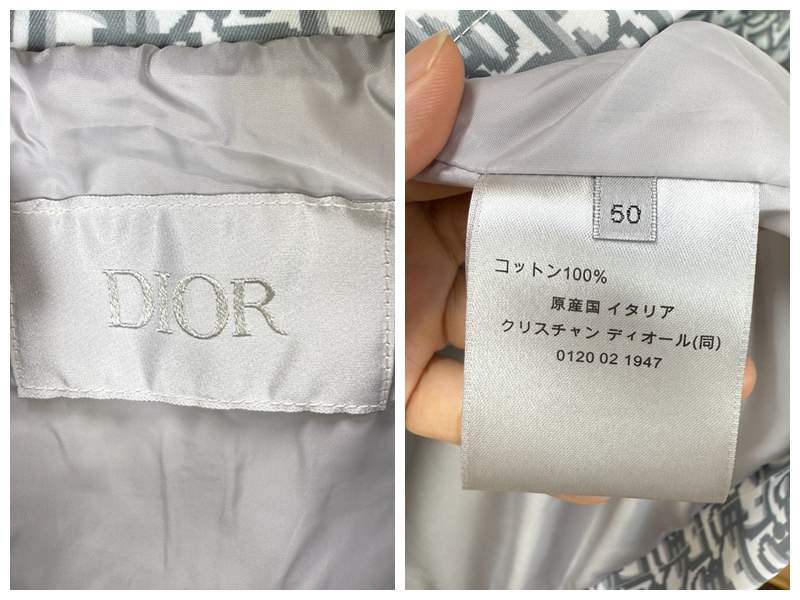 DIOR
50
コットン100%
原産国 イタリア
クリスチャン ディオール(同)
0120 02 1947